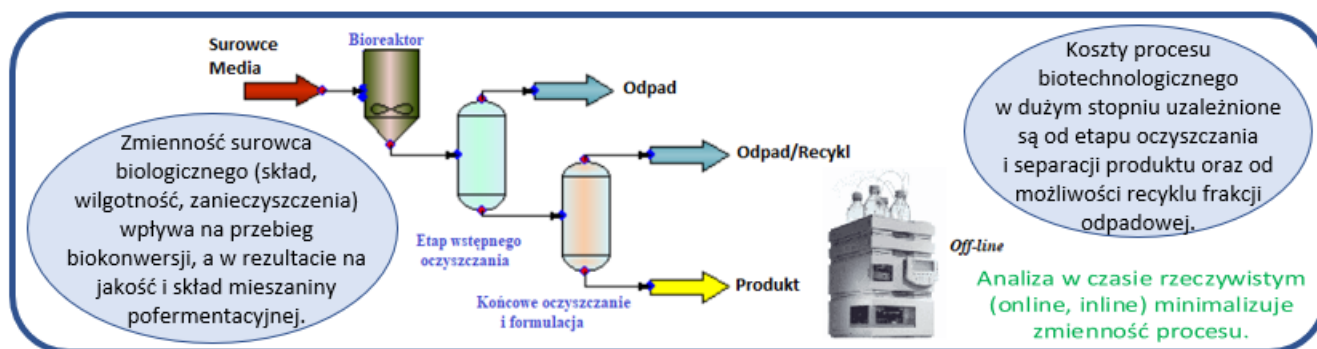 Surowce
Media
Bioreaktor
Zmienność surowca
biologicznego (skład,
wilgotność, zanieczyszczenia)
wpływa na przebieg
biokonwersji, a w rezultacie na
jakość i skład mieszaniny
pofermentacyjnej.
Odpad
Etap wstępnego
oczyszczania
Odpad/Recykl
Końcowe oczyszczanie
i formulacja
Produkt
Koszty procesu
biotechnologicznego
w dużym stopniu uzależnione
są od etapu oczyszczania
i separacji produktu oraz od
możliwości recyklu frakcji
odpadowej.
Off-line
Analiza w czasie rzeczywistym
(online, inline) minimalizuje
zmienność procesu.